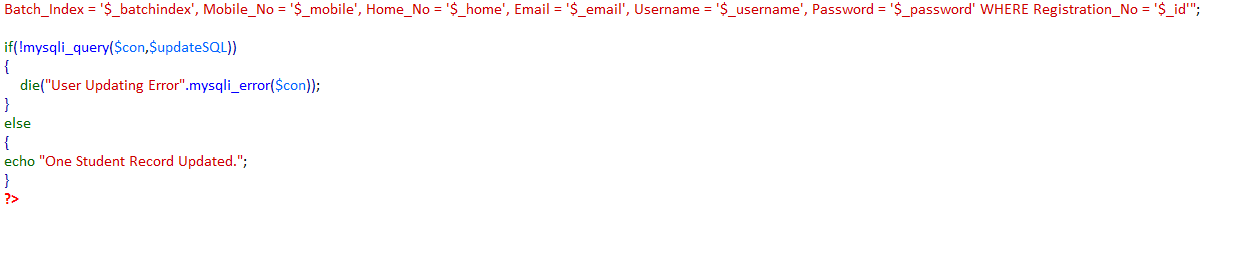 Batch_Index = '$_batchindex', Mobile_No = '$_mobile', Home_No = '$_home', Email = '$_email', Username = '$_username', Password = '$_password' WHERE Registration_No = '$_id'";
if(!mysqli_query($con,$updateSQL))
{
die("User Updating Error".mysqli_error($con));
}
else
{
echo "One Student Record Updated.";
}
?>